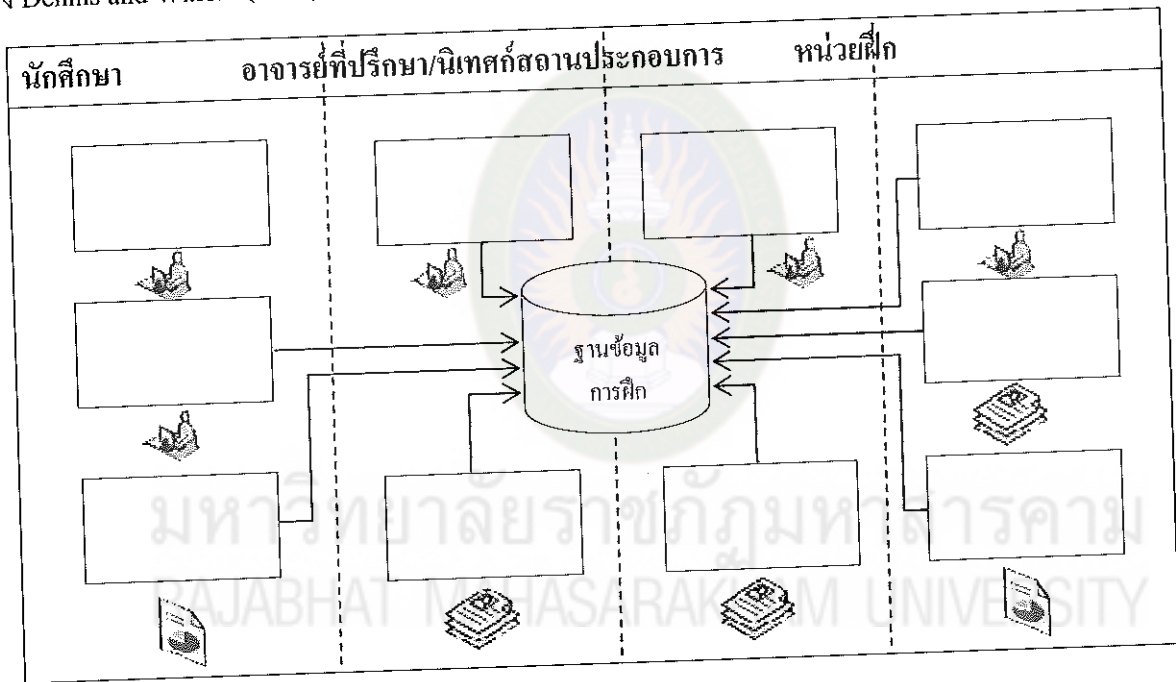 Dennis and
นักศึกษา อาจารย์ที่ปรึกษา/นิเทศก์สถานประกอบการ หน่วยฝึก
ฐานข้อมูล
การฝึก
มหาวิทยาลัยราชภัฏมหาสารคาม
RAJABHAT MAHASARAKHAM UNIVERSITY